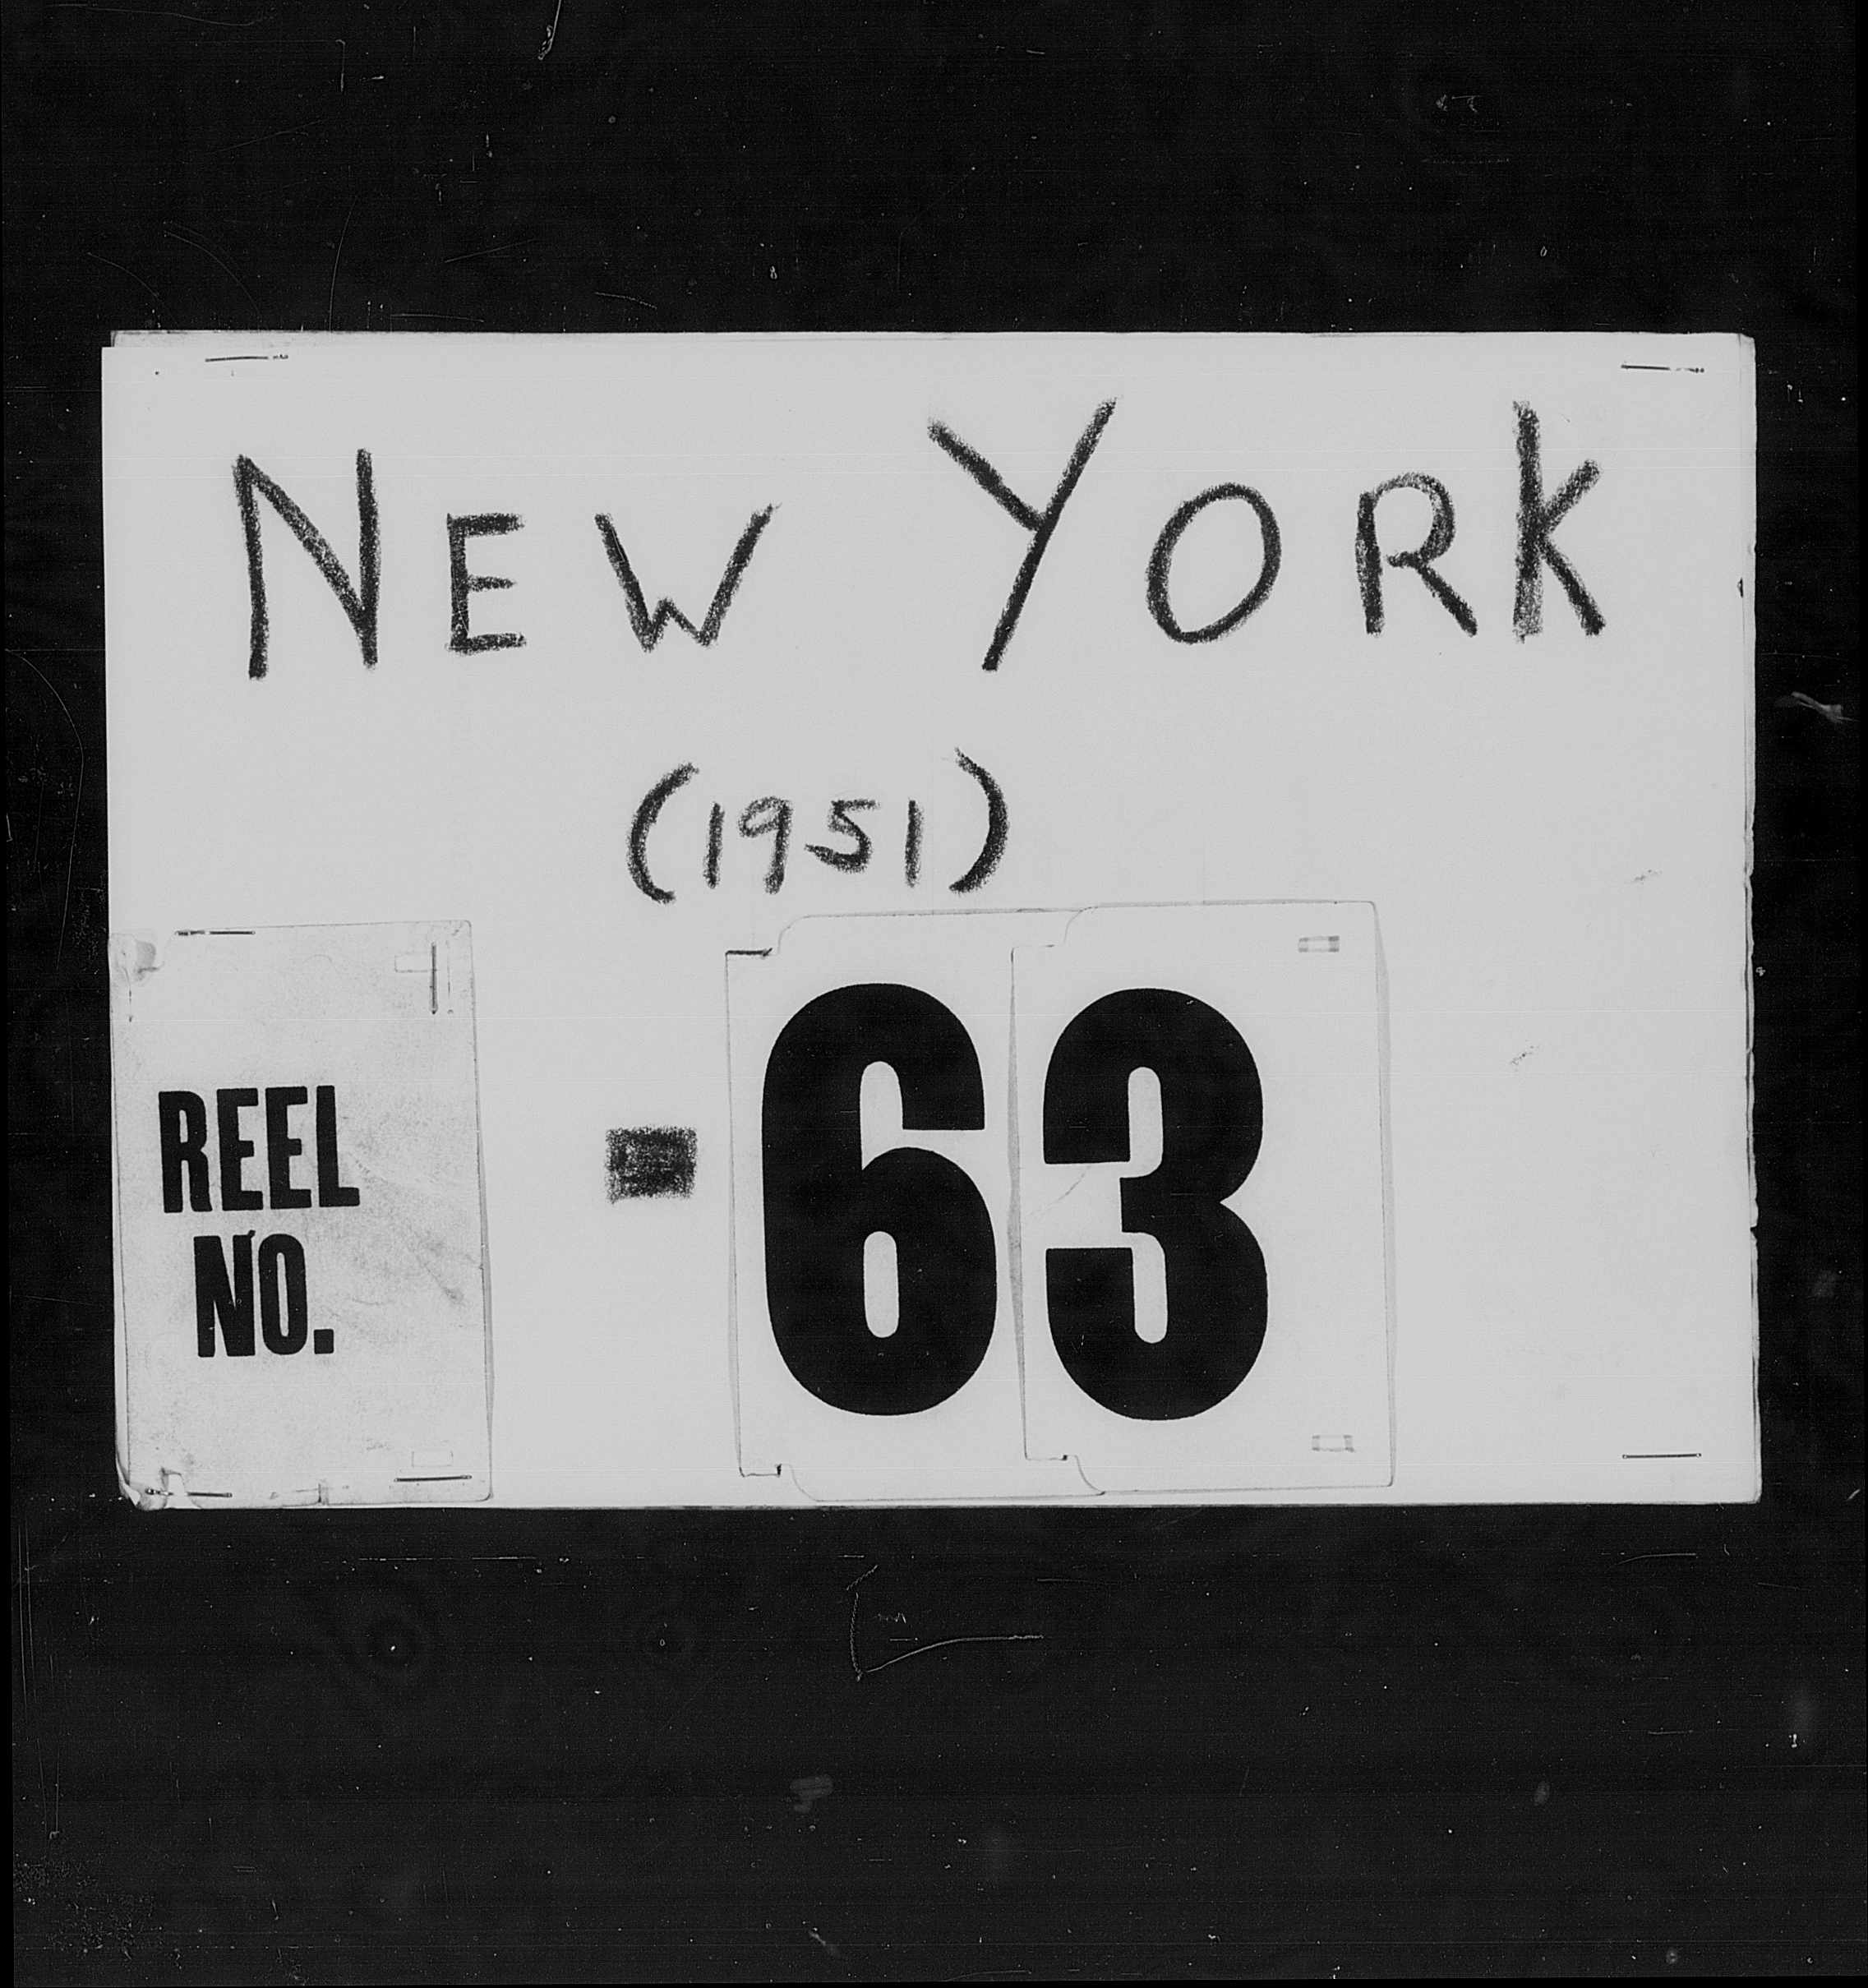 NEW YORK
(1951)
REEL
NO.
- 63